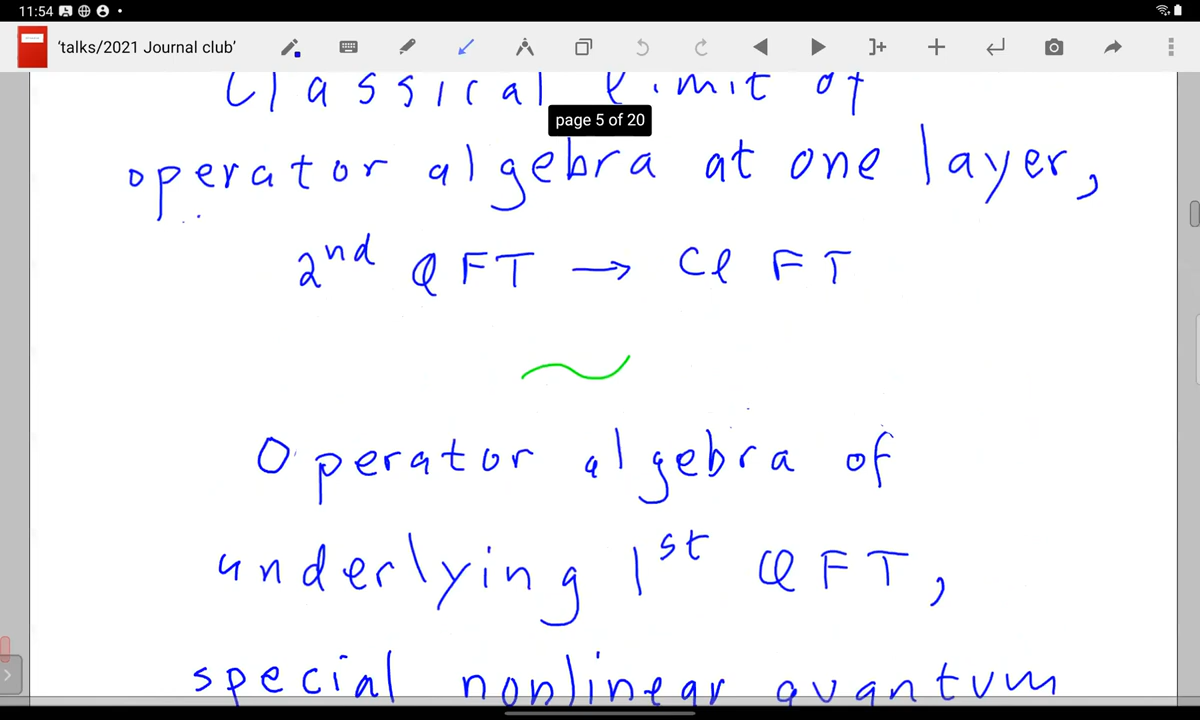 11:54
'talks/2021 Journal club'
Classical limit of
page 5 of 20
operator algebra at one layer,
2nd QFT → Cl FT
Operator algebra of
underlying 1st QFT,
special nonlinear quantum